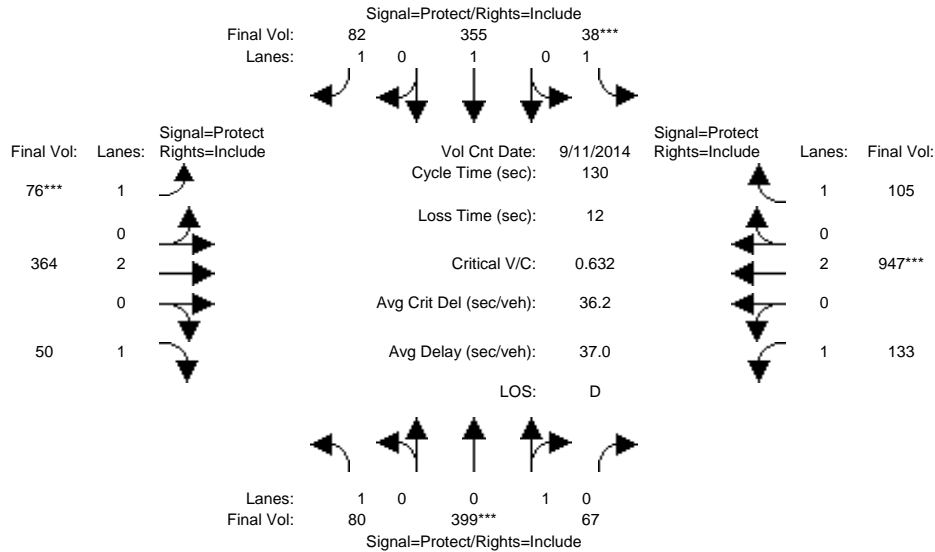 Signal=Protect/Rights=Include
Final Vol: 82 355 38***
Lanes: 1 0 1 0 1
Signal=Protect
Final Vol: Lanes: Rights=Include
Vol Cnt Date: 9/11/2014
Signal=Protect
Rights=Include Lanes: Final Vol:
Cycle Time (sec): 130
76*** 1
1 105
Loss Time (sec): 12
0
0
364 2
Critical V/C: 0.632
2 947***
0
Avg Crit Del (sec/veh): 36.2
0
50 1
Avg Delay (sec/veh): 37.0
1 133
LOS: D
Lanes: 1 0 0 1 0
Final Vol: 80 399*** 67
Signal=Protect/Rights=Include